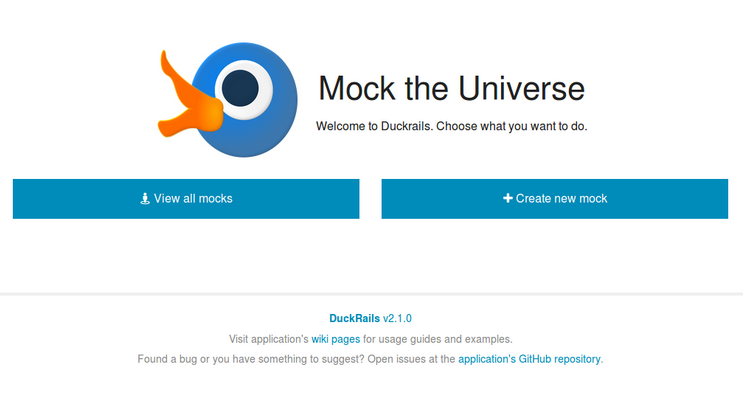 Mock the Universe
Welcome to Duckrails. Choose what you want to do.
View all mocks
Create new mock
DuckRails v2.1.0
Visit application's wiki pages for usage guides and examples.
Found a bug or you have something to suggest? Open issues at the application's GitHub repository.